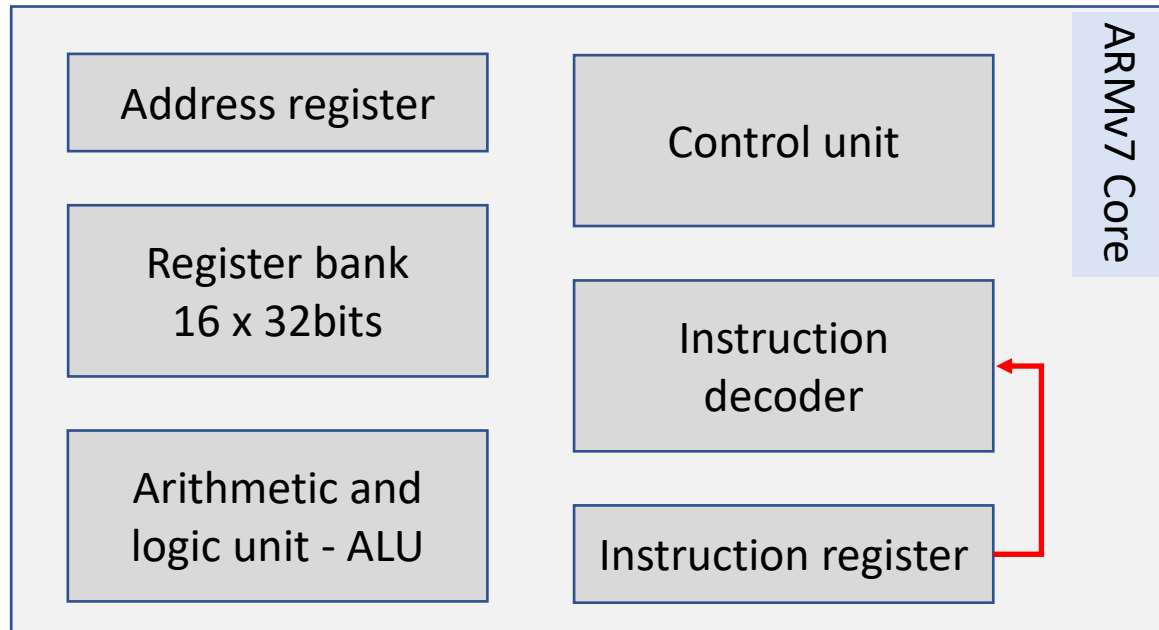 Address register
Register bank
16 x 32bits
Arithmetic and
logic unit - ALU
Control unit
Instruction
decoder
Instruction register
ARMv7 Core